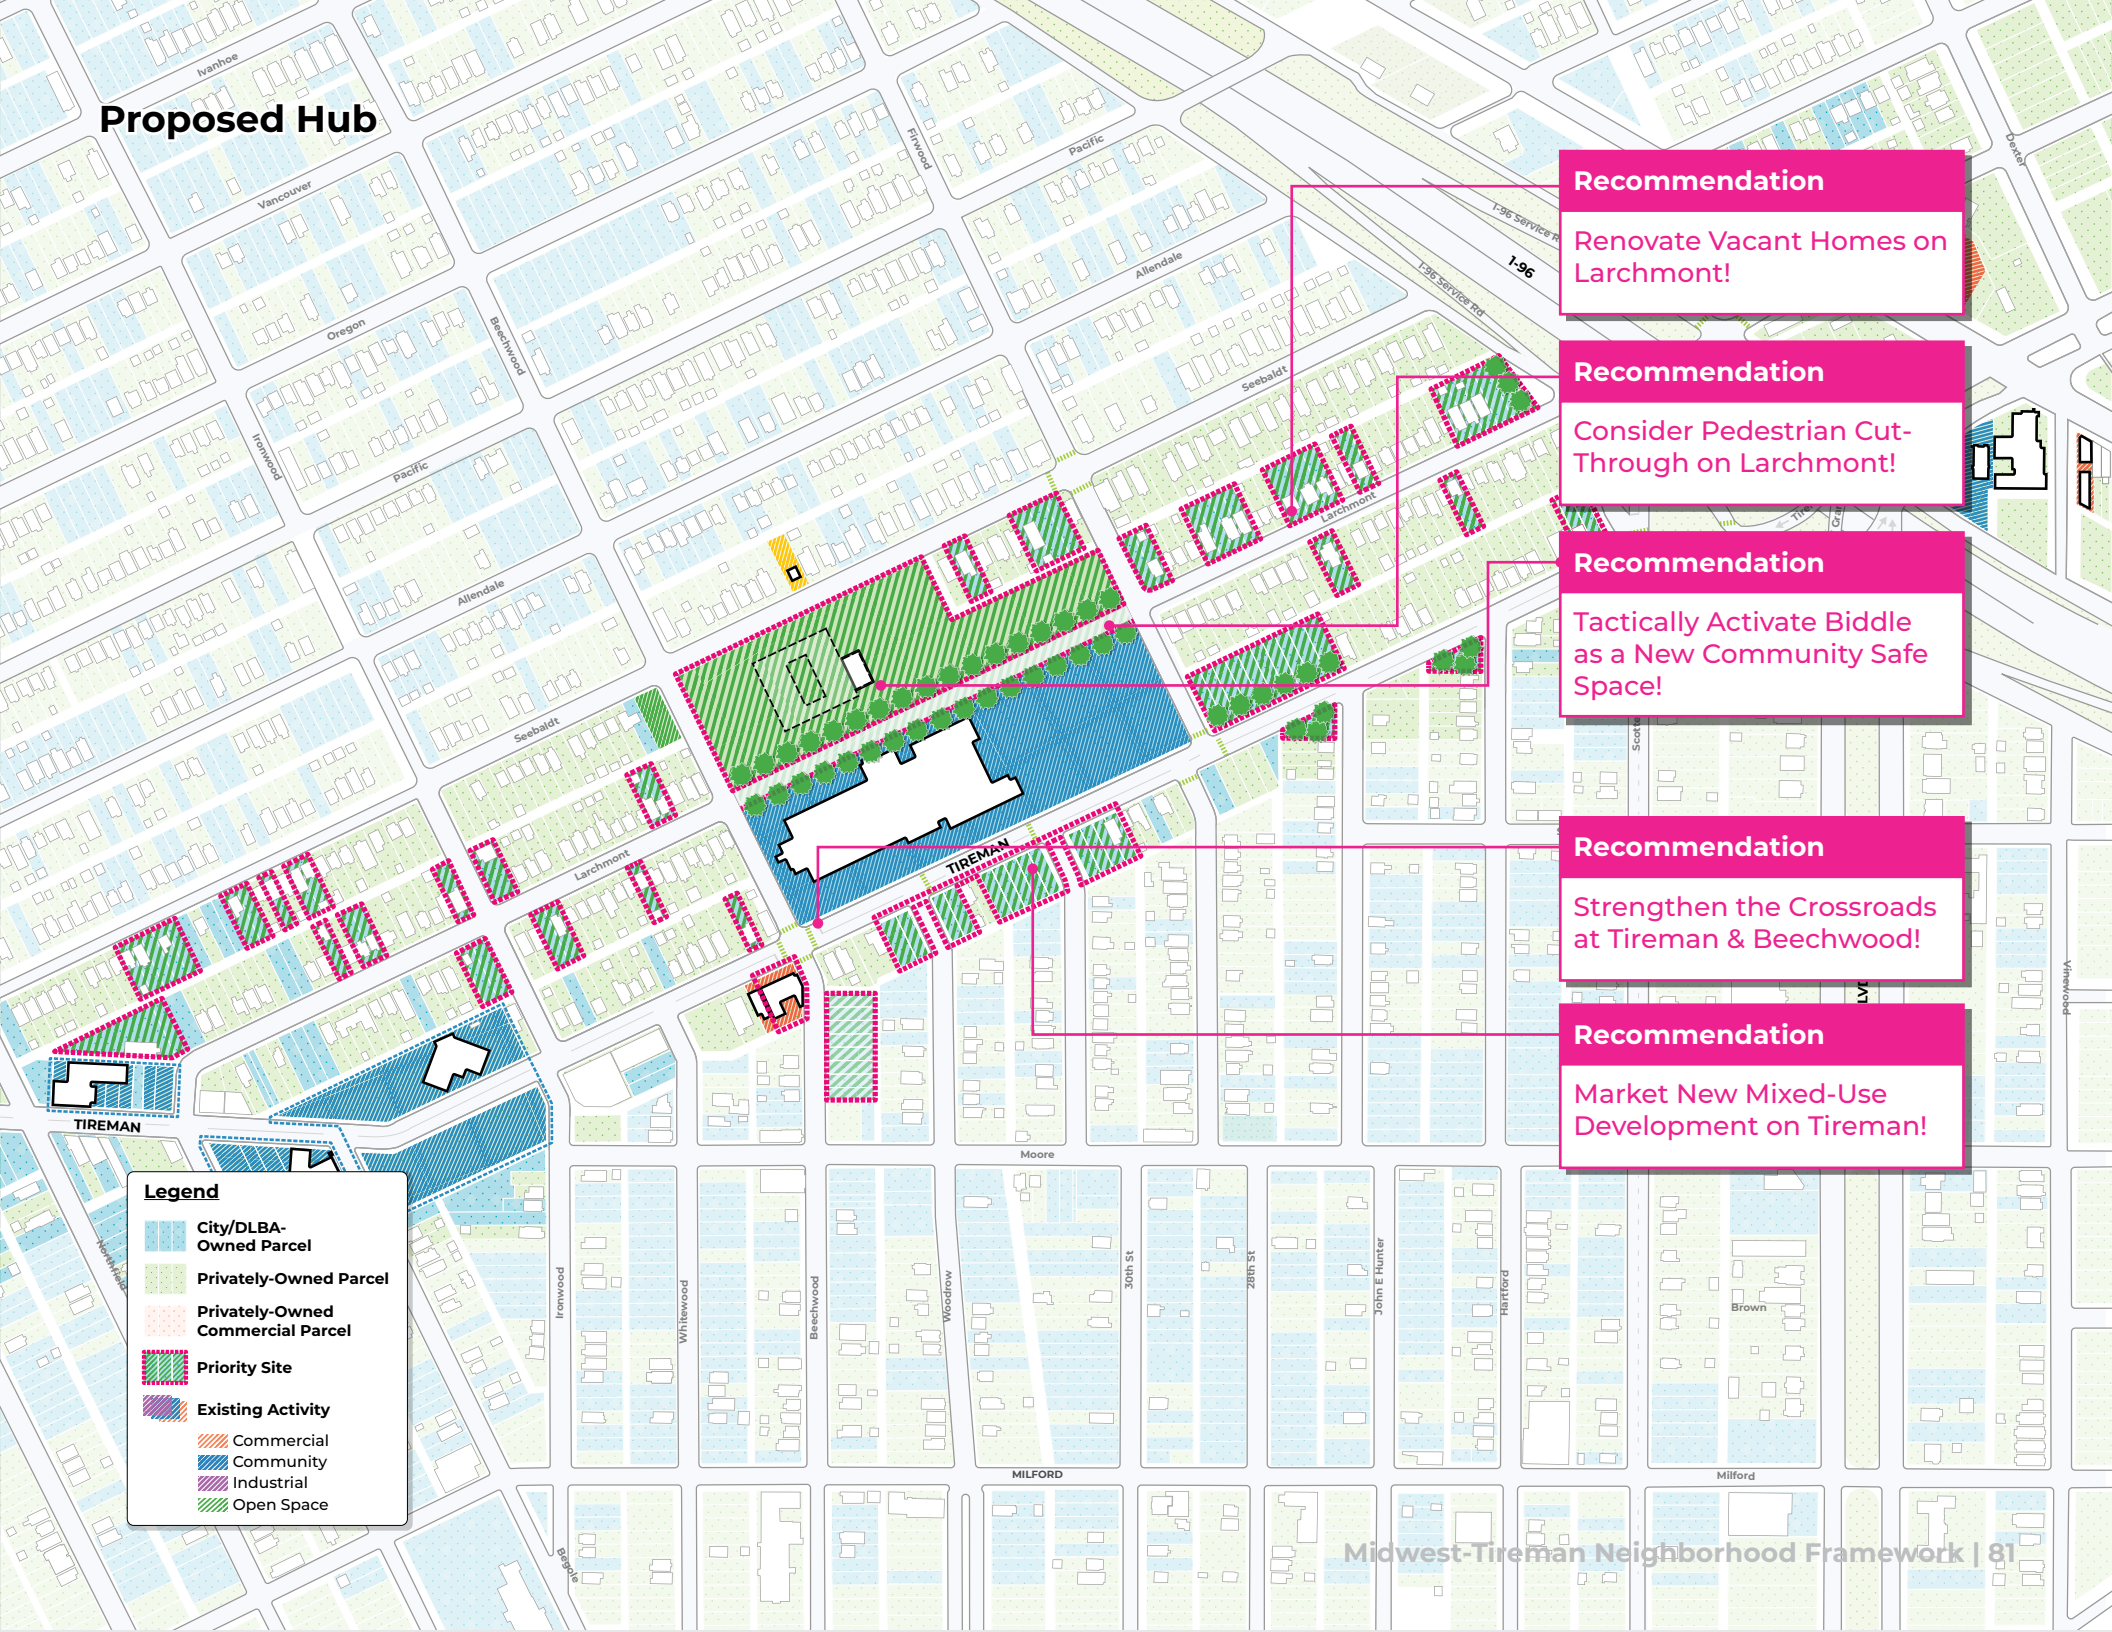 Proposed Hub
Ivanhoe
Vancouver
Oregon
Pacific
Allendale
Seebaldt
Larchmont
Ironwood
Beechwood
Firwood
Pacific
Allendale
Seebaldt
Larchmont
I-96 Service R
I-96
I-96 Service Rd
Dexter
Recommendation
Renovate Vacant Homes on
Larchmont!
Recommendation
Consider Pedestrian Cut-
Through on Larchmont!
Recommendation
Tactically Activate Biddle
as a New Community Safe
Space!
Recommendation
Strengthen the Crossroads
at Tireman & Beechwood!
Recommendation
Market New Mixed-Use
Development on Tireman!
TIREMAN
TIREMAN
Moore
Vinewood
Northfield
Ironwood
Whitewood
Beechwood
Woodrow
30th St
28th St
John E Hunter
Hartford
Brown
MILFORD
Milford
Begole
Legend
City/DLBA-
Owned Parcel
Privately-Owned Parcel
Privately-Owned
Commercial Parcel
Priority Site
Existing Activity
Commercial
Community
Industrial
Open Space
Midwest-Tireman Neighborhood Framework | 81